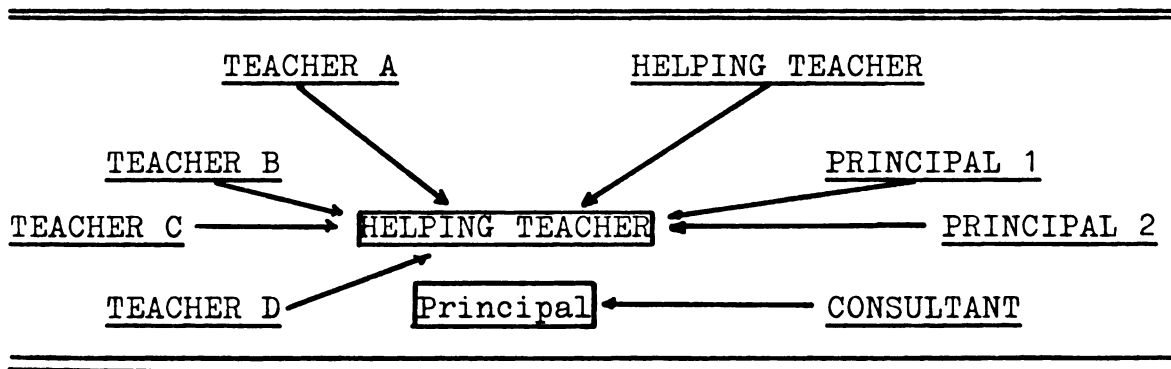 TEACHER A HELPING TEACHER
TEACHER B PRINCIPAL 1
TEACHER C HELPING TEACHER PRINCIPAL 2
TEACHER D Principal CONSULTANT